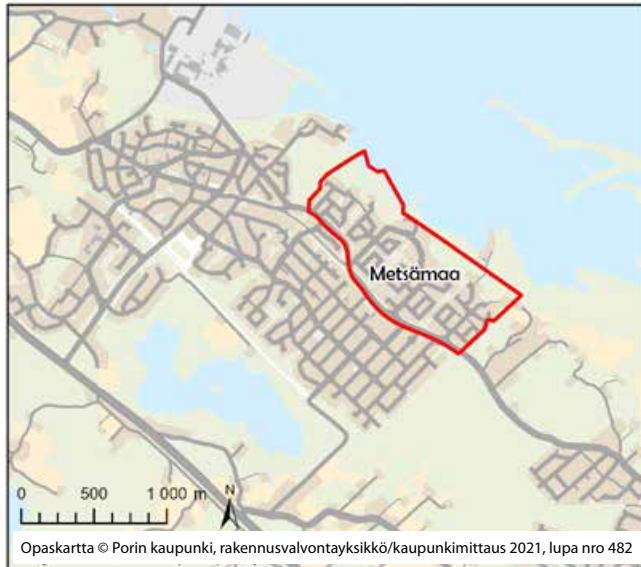 Metsämaa
0 500 1 000 m
N
Opaskartta © Porin kaupunki, rakennusvalvontayksikkö/kaupunkimittaus 2021, lupa nro 482